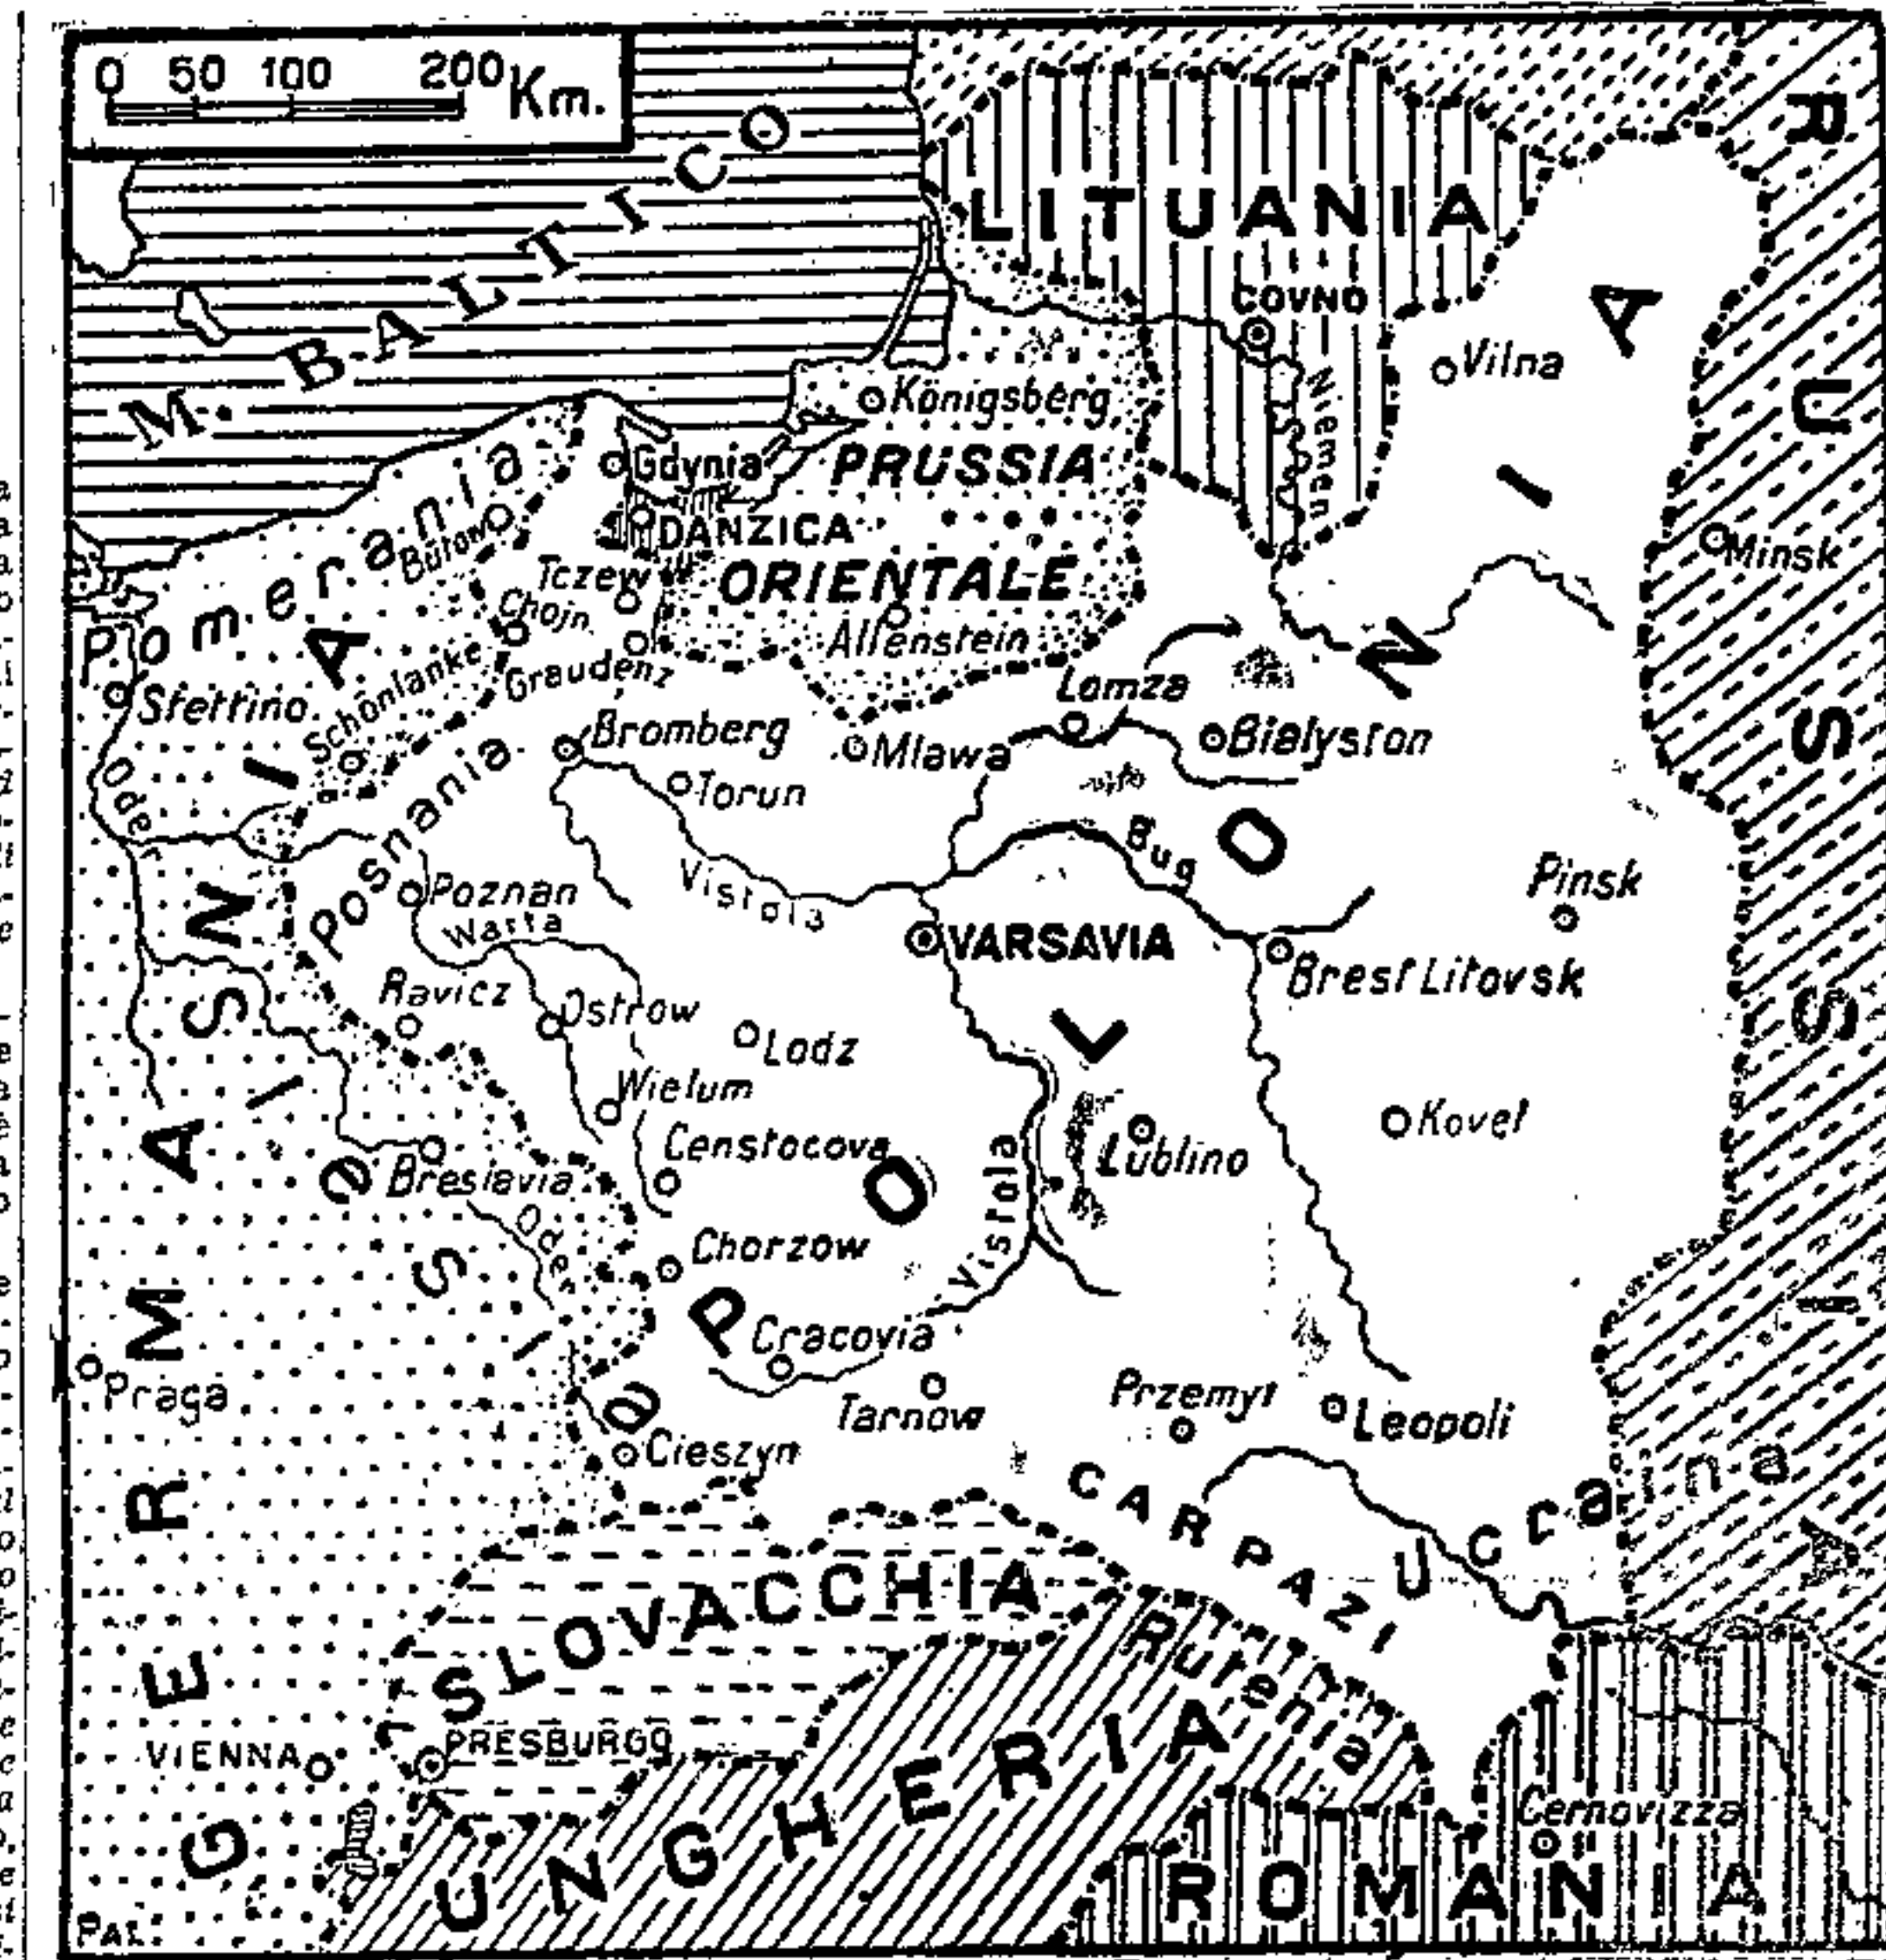 0 50 100 200 Km.
M. BALTICO
LITUANIA
COVNO
Niemen
Vilna
RUSSIA
Königsberg
PRUSSIA
ORIENTALE
Gdynia
DANZICA
Pomerania
Bütow
Tczew
Chojn.
Graudenz
Allenstein
Minsk
Stettino
Schönlanke
Lomza
Bromberg
Mlawa
Bialyston
Torun
Oder
Posnania
Poznan
Warta
Vistola
Bug
Pinsk
VARSAVIA
Brest Litovsk
Ravicz
Ostrow
Lodz
POLONIA
Wielum
Kovel
Censtocova
Lublino
Vistola
Breslavia
Oder
Slesia
Chorzow
GERMANIA
Cracovia
Praga
Tarnow
Przemyl
Leopoli
Cieszyn
CARPAZI
Ucraina
SLOVACCHIA
Rutenia
VIENNA
PRESBURGO
UNGHERIA
Cernovizza
ROMANIA
PAL.